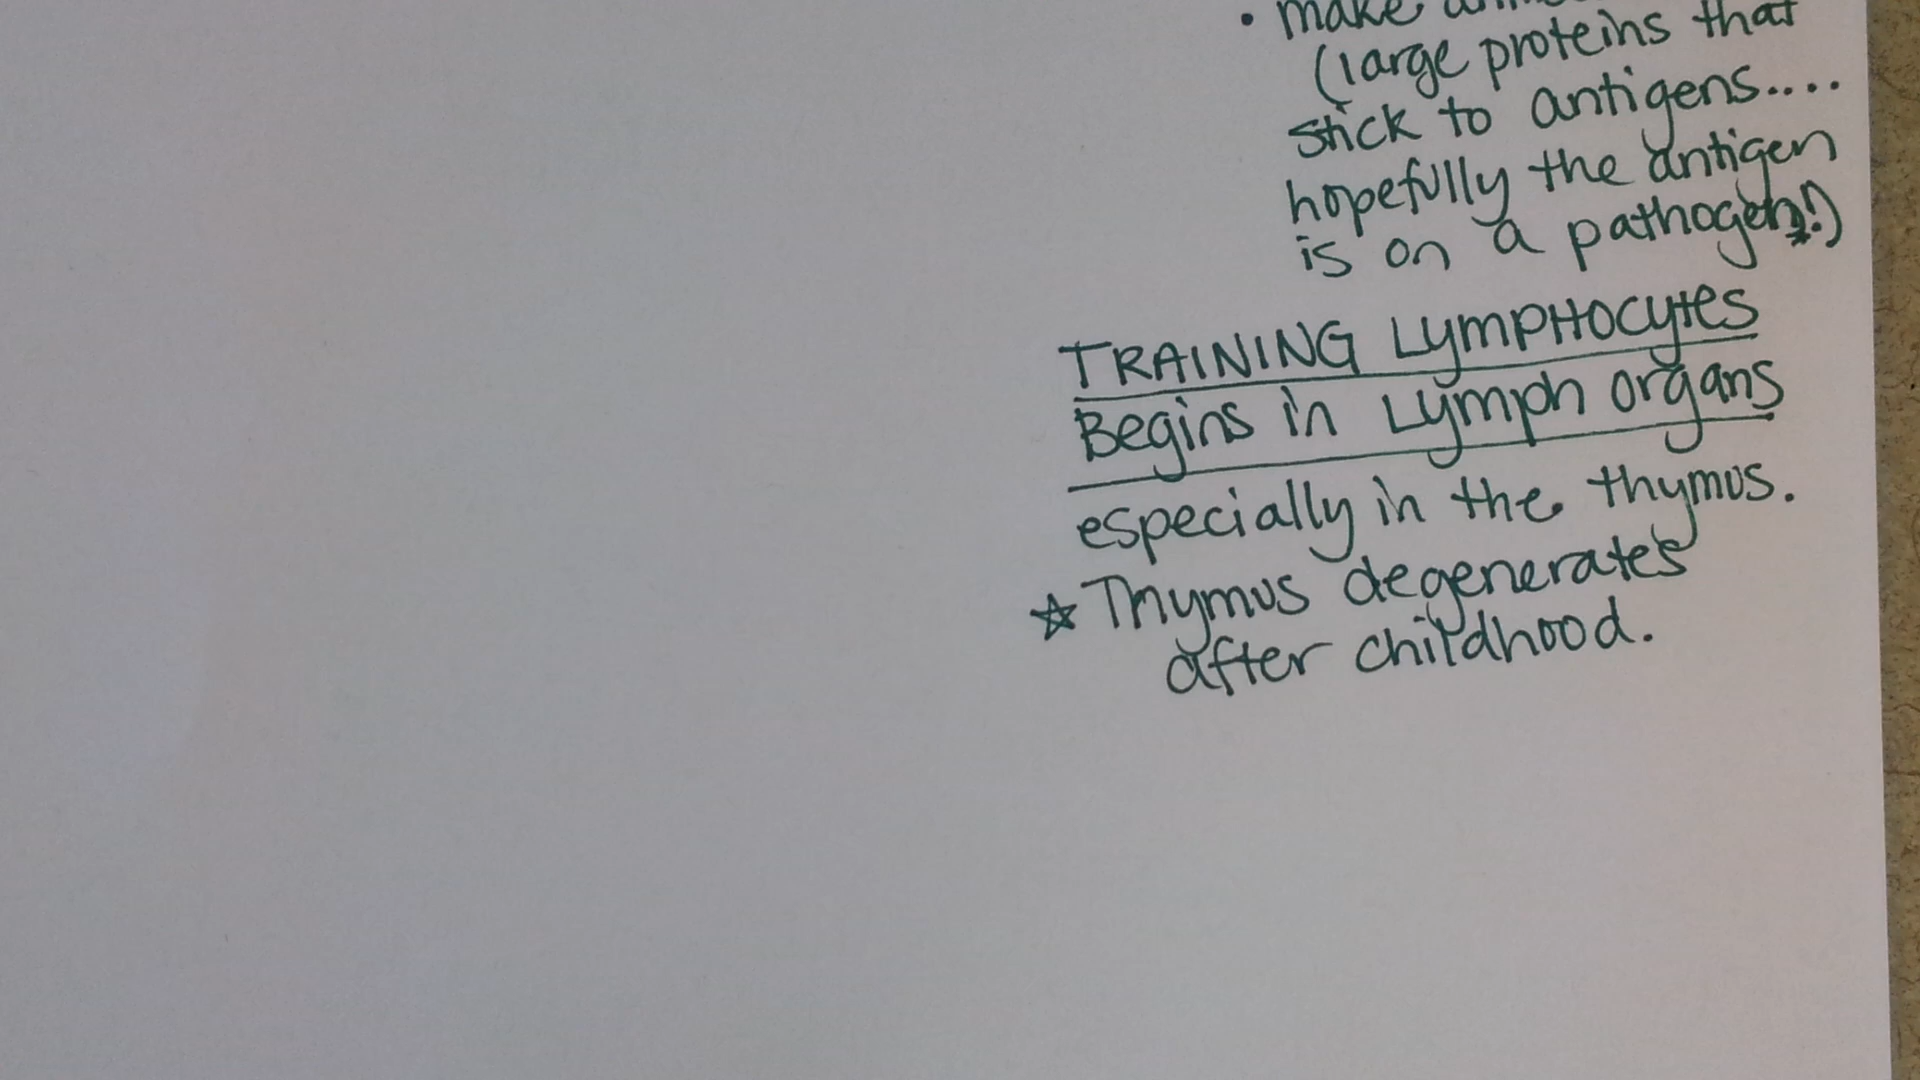 • make
(large proteins that
stick to antigens....
hopefully the antigen
is on a pathogen!)
TRAINING LYMPHOCYTES
Begins in Lymph organs
especially in the thymus.
☆ Thymus degenerates
after childhood.